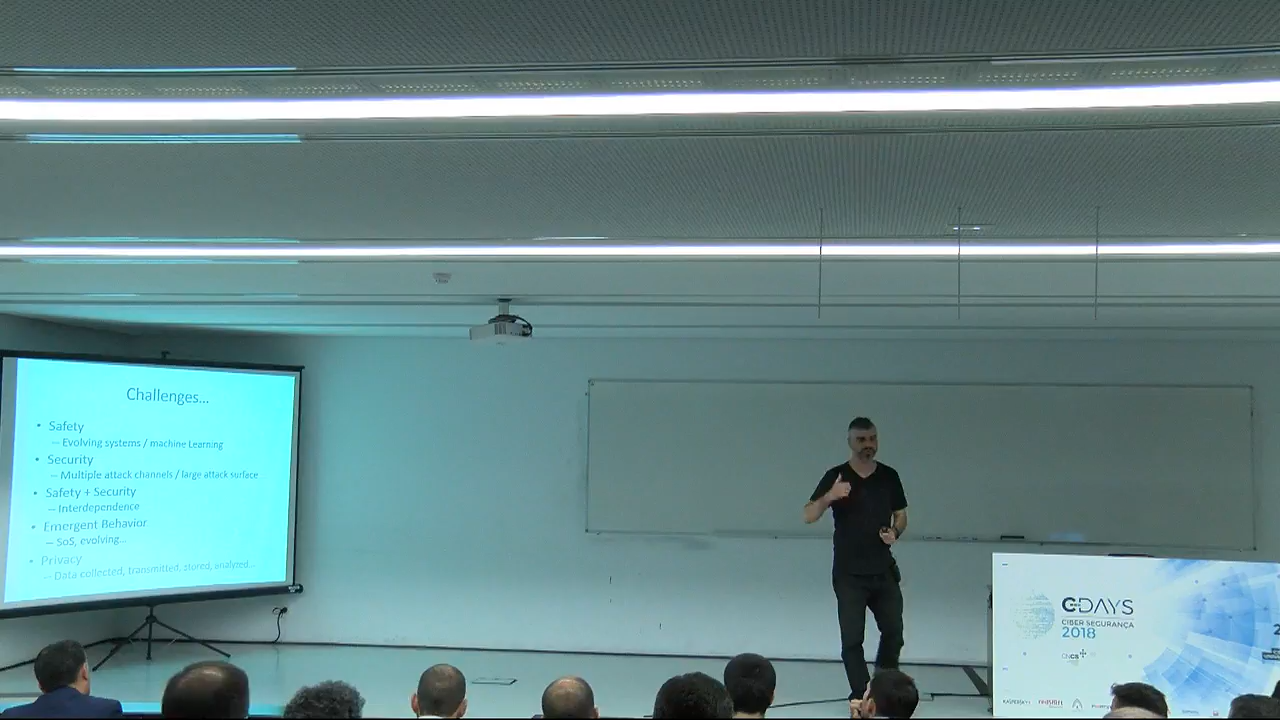 Challenges...
• Safety
– Evolving systems / machine Learning
• Security
– Multiple attack channels / large attack surface
• Safety + Security
– Interdependence
• Emergent Behavior
– SoS, evolving...
• Privacy
– Data collected, transmitted, stored, analyzed...
C-DAYS
CIBER SEGURANÇA
2018
CNCS